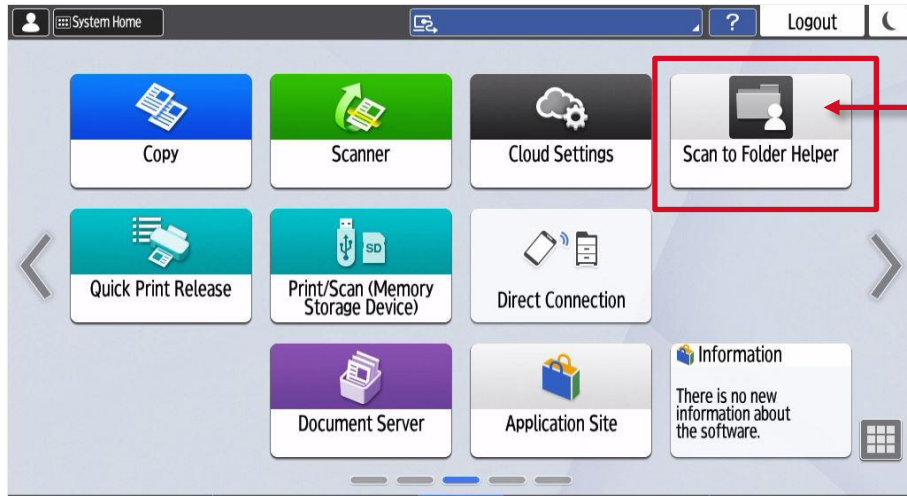 System Home
?
Logout
Copy
Scanner
Cloud Settings
Scan to Folder Helper
SD
Quick Print Release
Print/Scan (Memory
Storage Device)
Direct Connection
Document Server
Application Site
Information
There is no new
information about
the software.